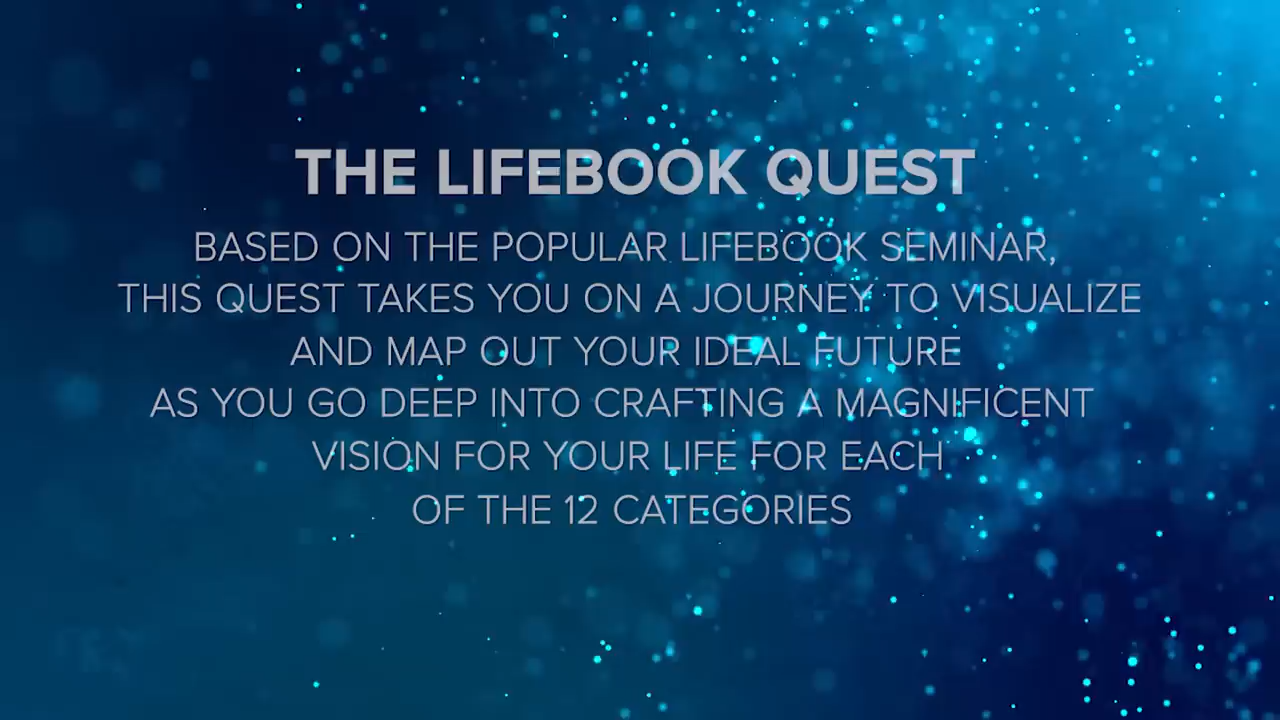 THE LIFEBOOK QUEST
BASED ON THE POPULAR LIFEBOOK SEMINAR,
THIS QUEST TAKES YOU ON A JOURNEY TO VISUALIZE
AND MAP OUT YOUR IDEAL FUTURE
AS YOU GO DEEP INTO CRAFTING A MAGNIFICENT
VISION FOR YOUR LIFE FOR EACH
OF THE 12 CATEGORIES